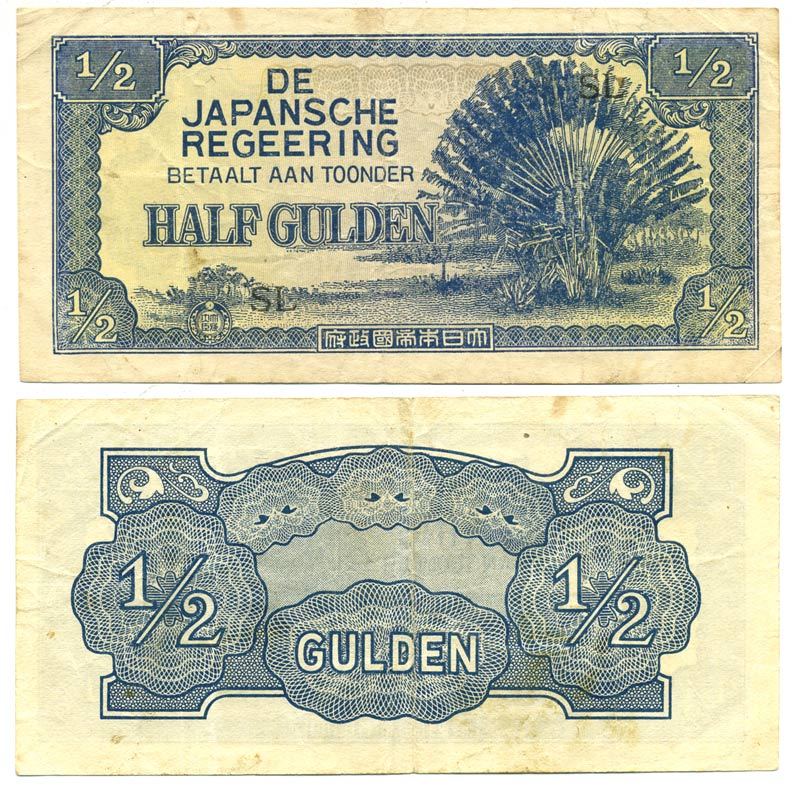 1/2
1/2
SL
DE
JAPANSCHE
REGEERING
BETAALT AAN TOONDER
HALF GULDEN
SL
1/2
1/2
府政國帝本日大
1/2
1/2
GULDEN